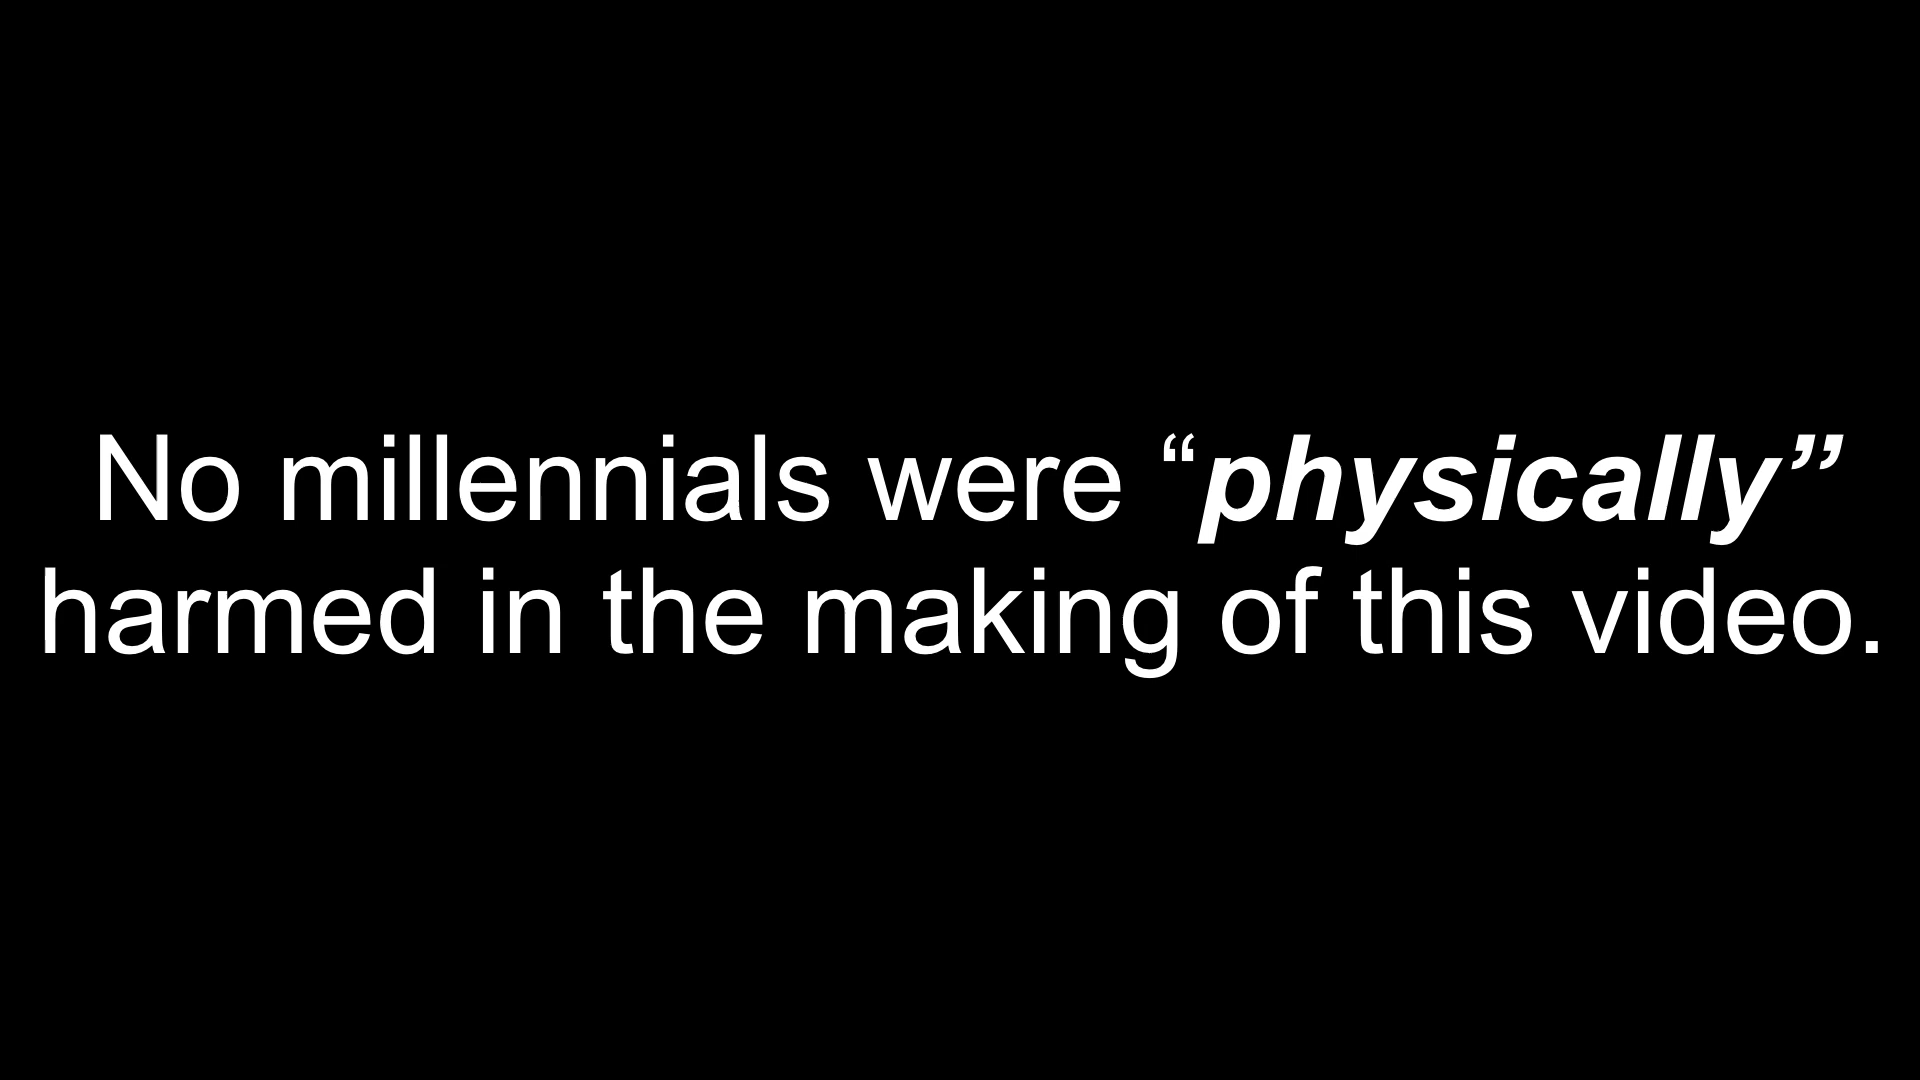 No millennials were “physically”
harmed in the making of this video.